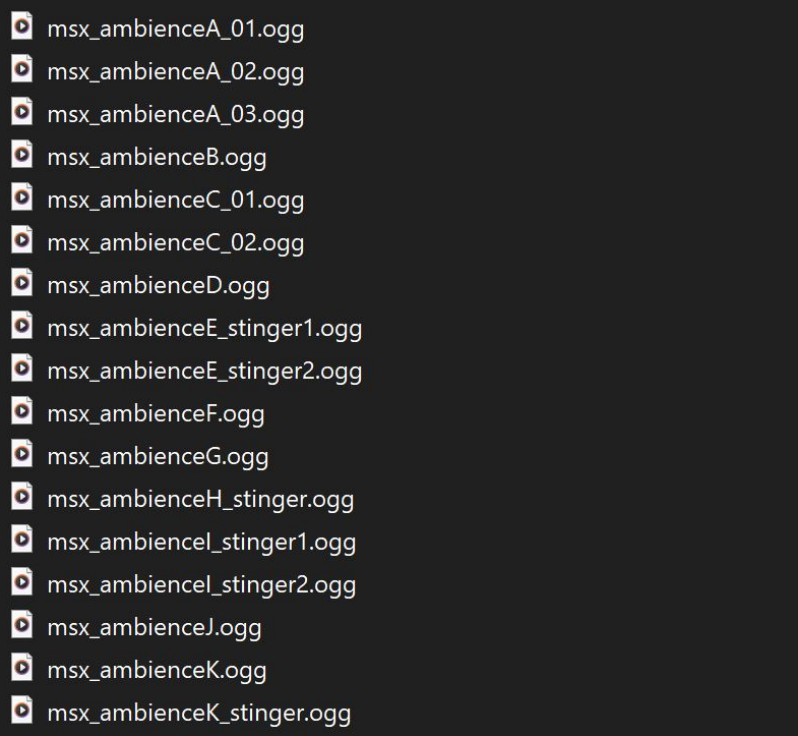 msx_ambienceA_01.ogg
msx_ambienceA_02.ogg
msx_ambienceA_03.ogg
msx_ambienceB.ogg
msx_ambienceC_01.ogg
msx_ambienceC_02.ogg
msx_ambienceD.ogg
msx_ambienceE_stinger1.ogg
msx_ambienceE_stinger2.ogg
msx_ambienceF.ogg
msx_ambienceG.ogg
msx_ambienceH_stinger.ogg
msx_ambienceI_stinger1.ogg
msx_ambienceI_stinger2.ogg
msx_ambienceJ.ogg
msx_ambienceK.ogg
msx_ambienceK_stinger.ogg